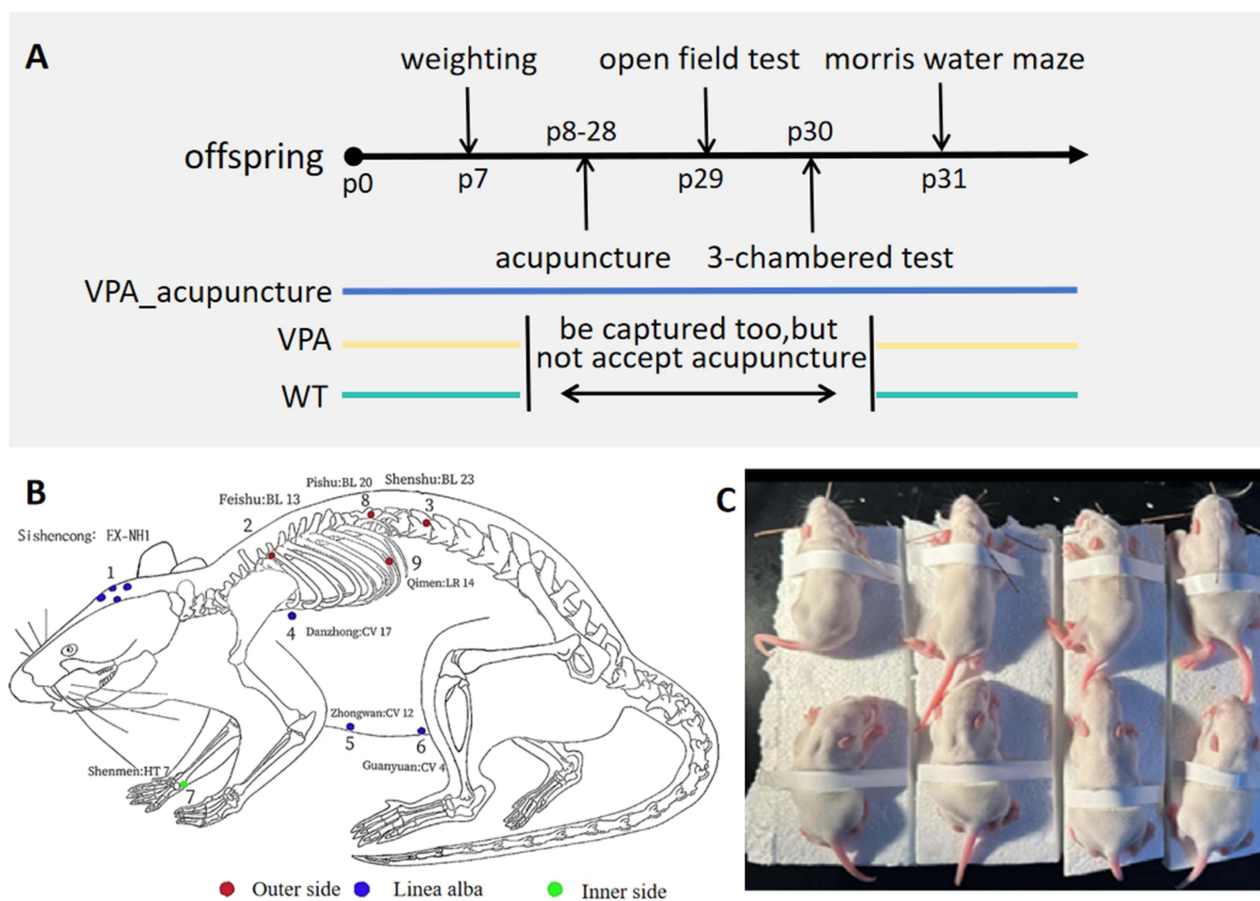 A
weighting open field test morris water maze
p8-28 p30
offspring
p0 p7 p29 p31
acupuncture 3-chambered test
VPA_acupuncture
be captured too,but
VPA
not accept acupuncture
WT
B
Pishu:BL 20 Shenshu:BL 23
Feishu:BL 13 8 3
2
Sishencong: EX-NH1
1
9
Qimen:LR 14
4 Danzhong:CV 17
Zhongwan:CV 12
5 6
Guanyuan:CV 4
Shenmen:HT 7
7
Outer side Linea alba Inner side
C